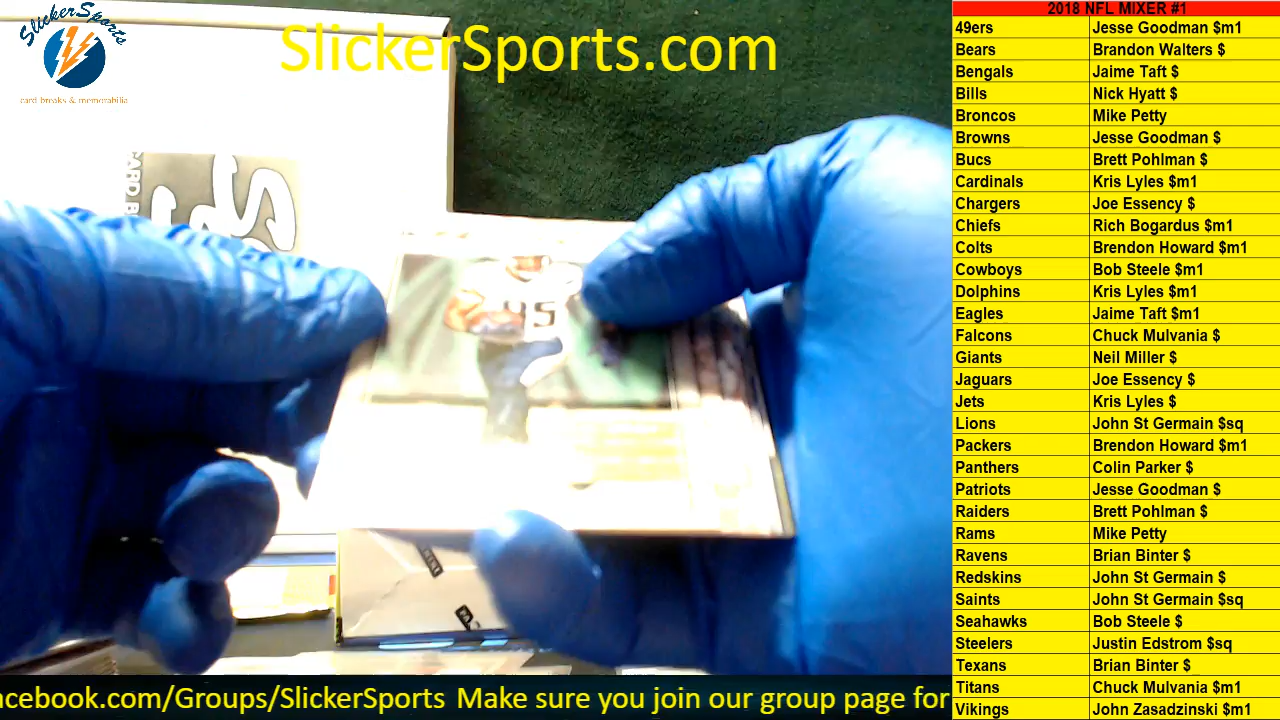 SlickerSports
card breaks & memorabilia
SlickerSports.com
2018 NFL MIXER #1
49ers Jesse Goodman $m1
Bears Brandon Walters $
Bengals Jaime Taft $
Bills Nick Hyatt $
Broncos Mike Petty
Browns Jesse Goodman $
Bucs Brett Pohlman $
Cardinals Kris Lyles $m1
Chargers Joe Essency $
Chiefs Rich Bogardus $m1
Colts Brendon Howard $m1
Cowboys Bob Steele $m1
Dolphins Kris Lyles $m1
Eagles Jaime Taft $m1
Falcons Chuck Mulvania $
Giants Neil Miller $
Jaguars Joe Essency $
Jets Kris Lyles $
Lions John St Germain $sq
Packers Brendon Howard $m1
Panthers Colin Parker $
Patriots Jesse Goodman $
Raiders Brett Pohlman $
Rams Mike Petty
Ravens Brian Binter $
Redskins John St Germain $
Saints John St Germain $sq
Seahawks Bob Steele $
Steelers Justin Edstrom $sq
Texans Brian Binter $
Titans Chuck Mulvania $m1
Vikings John Zasadzinski $m1
acebook.com/Groups/SlickerSports Make sure you join our group page for